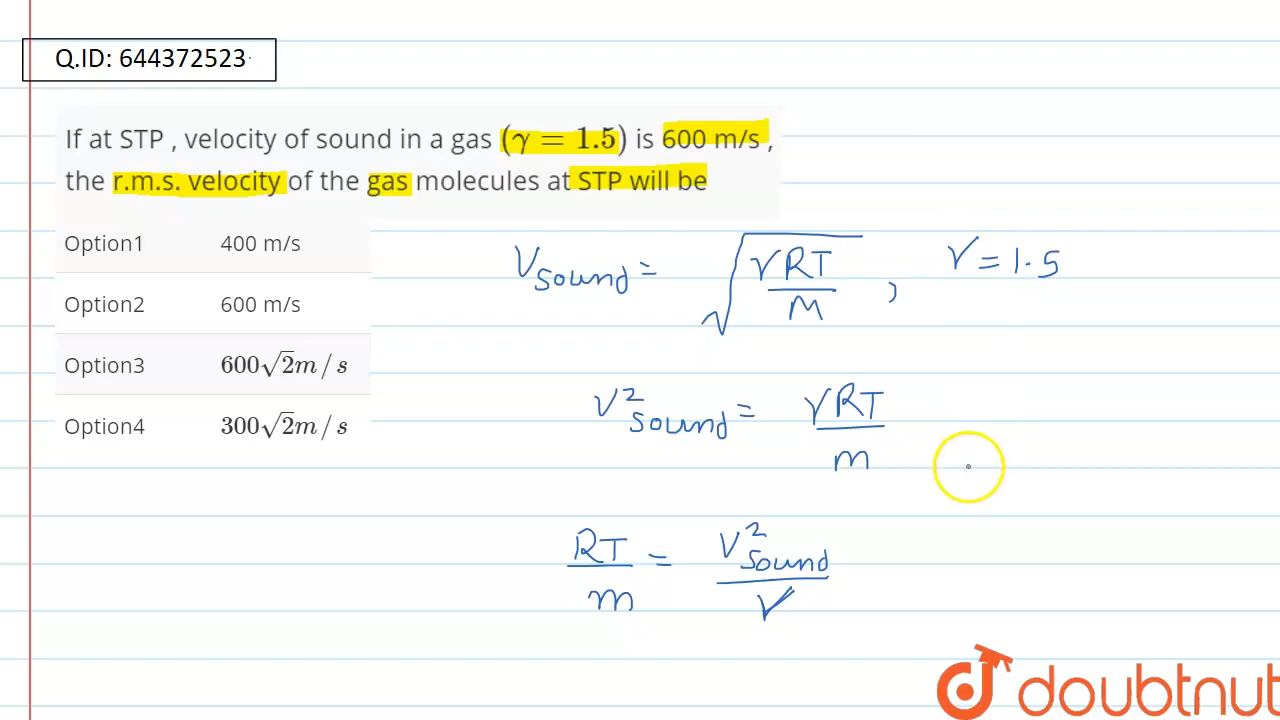 Q.ID: 644372523
If at STP , velocity of sound in a gas (γ = 1.5) is 600 m/s ,
the r.m.s. velocity of the gas molecules at STP will be
Option1 400 m/s
Option2 600 m/s
Option3 600√2m/s
Option4 300√2m/s
V_Sound = √(γRT/M) , γ = 1.5
V²_Sound = γRT/m
RT/m = V²_Sound/γ
doubtnut